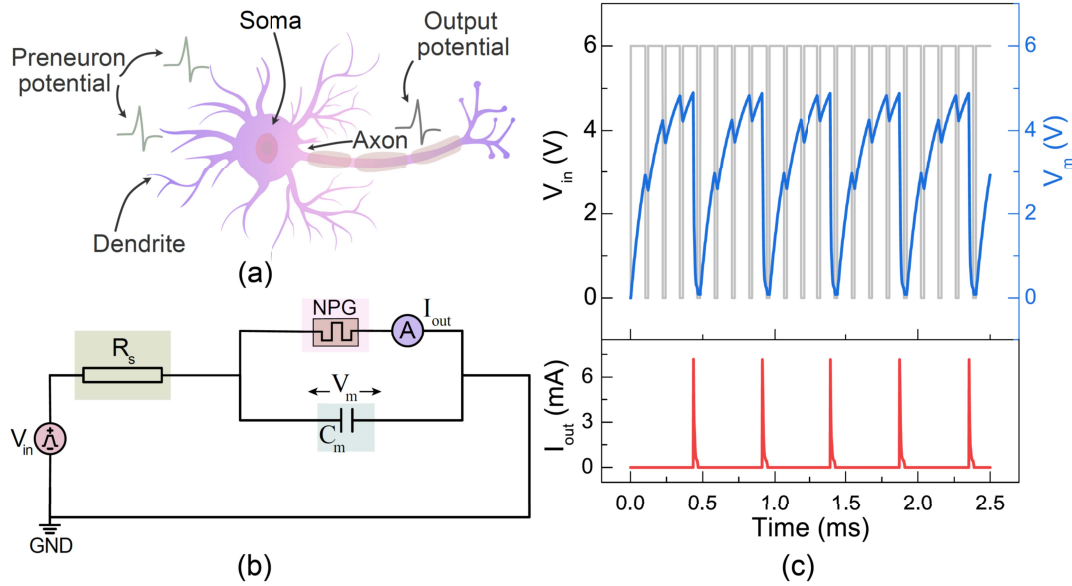 Preneuron
potential
Soma
Output
potential
Axon
Dendrite
(a)
NPG
I_out
A
R_s
V_m
C_m
V_in
GND
(b)
6
4
2
0
V_in (V)
6
4
2
0
V_m (V)
6
3
0
I_out (mA)
0.0 0.5 1.0 1.5 2.0 2.5
Time (ms)
(c)